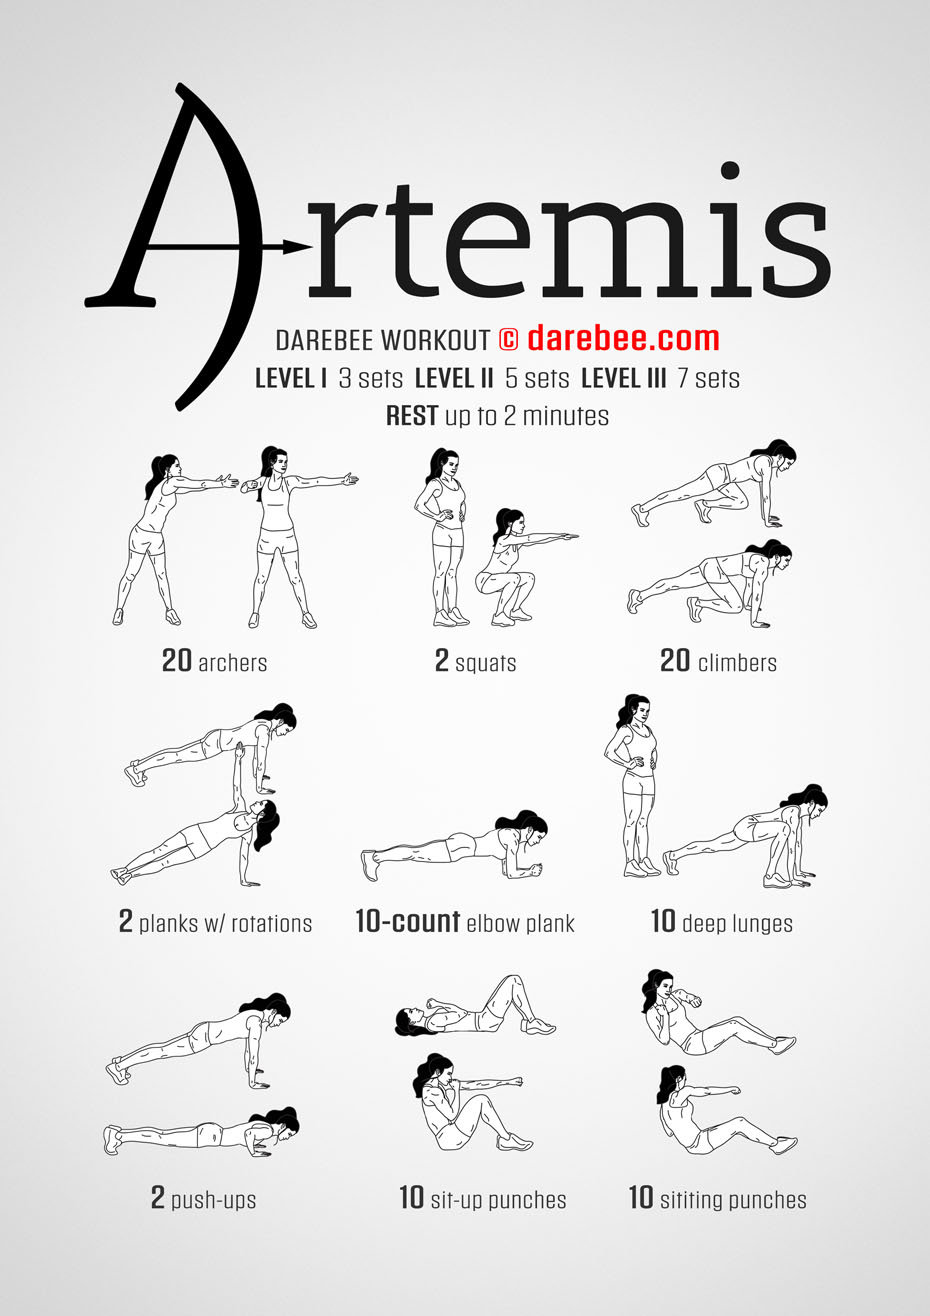 Artemis
DAREBEE WORKOUT © darebee.com
LEVEL I 3 sets LEVEL II 5 sets LEVEL III 7 sets
REST up to 2 minutes
20 archers
2 squats
20 climbers
2 planks w/ rotations
10-count elbow plank
10 deep lunges
2 push-ups
10 sit-up punches
10 sititing punches